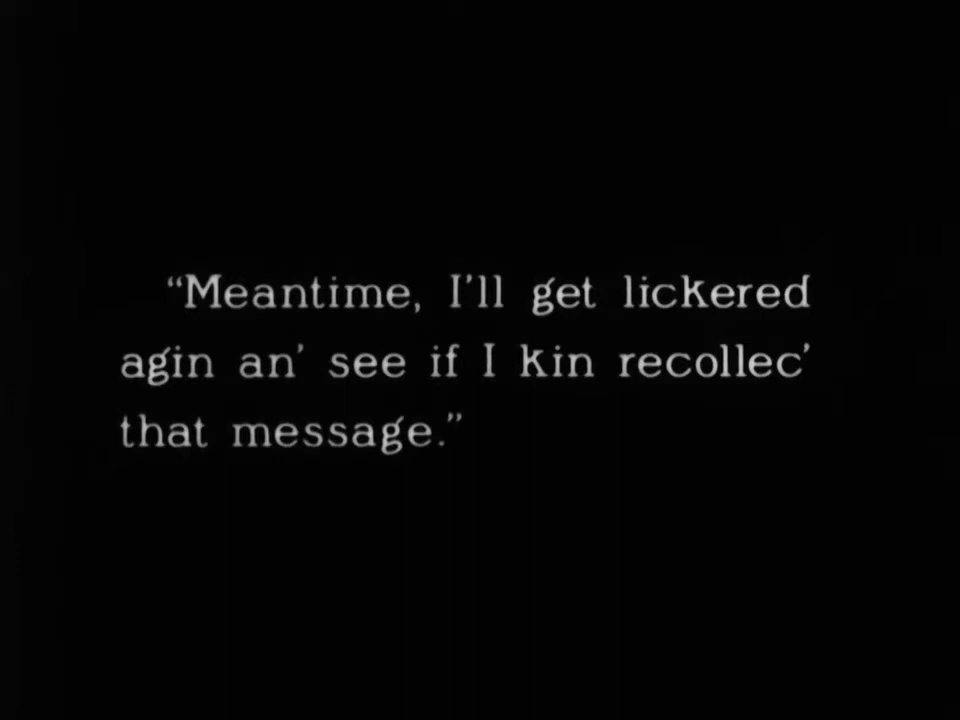 “Meantime, I’ll get lickered
agin an’ see if I kin recollec’
that message.”